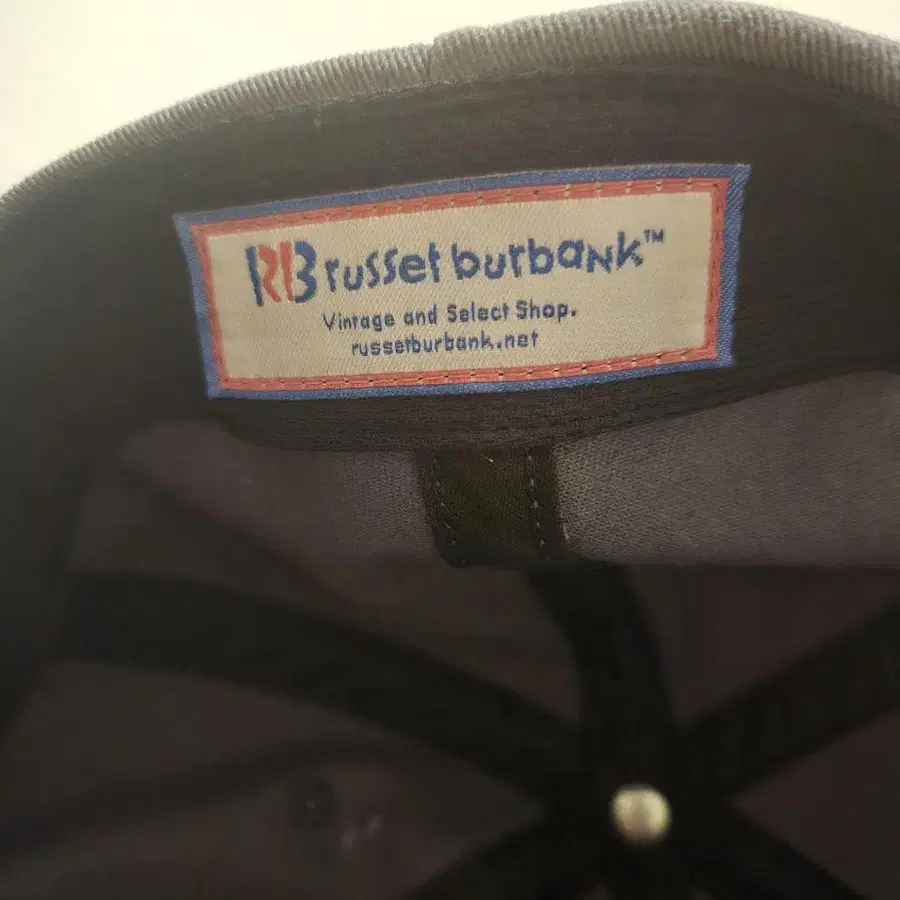 RB russet burbank™
Vintage and Select Shop.
russetburbank.net